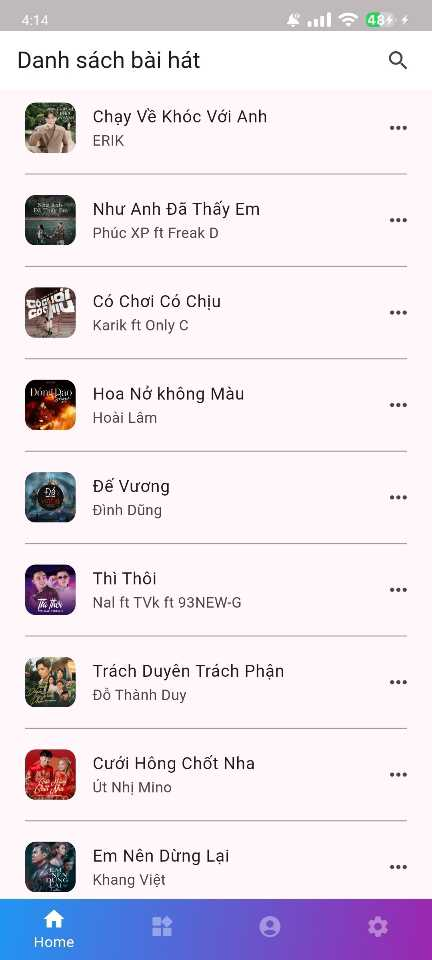 4:14
48
Danh sách bài hát
Chạy Về Khóc Với Anh
ERIK
Như Anh Đã Thấy Em
Phúc XP ft Freak D
Có Chơi Có Chịu
Karik ft Only C
Hoa Nở không Màu
Hoài Lâm
Đế Vương
Đình Dũng
Thì Thôi
Nal ft TVk ft 93NEW-G
Trách Duyên Trách Phận
Đỗ Thành Duy
Cưới Hông Chốt Nha
Út Nhị Mino
Em Nên Dừng Lại
Khang Việt
Home